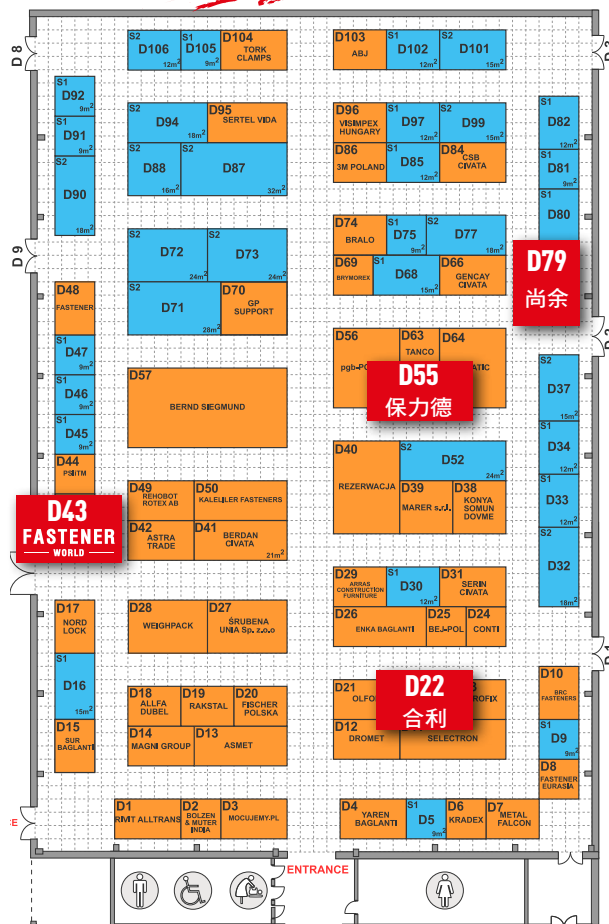 D 8
D 3
S2
D106
12m²
S1
D105
9m²
D104
TORK
CLAMPS
D103
ABJ
S1
D102
12m²
S2
D101
15m²
S1
D92
9m²
S1
D91
9m²
S2
D90
18m²
S2
D94
18m²
D95
SERTEL VIDA
S2
D88
16m²
S2
D87
32m²
D96
VISIMPEX
HUNGARY
S1
D97
12m²
S2
D99
15m²
D86
3M POLAND
S1
D85
12m²
D84
CSB
CIVATA
S1
D82
12m²
S1
D81
9m²
S1
D80
D 9
S2
D72
24m²
D73
24m²
S2
D71
28m²
D70
GP
SUPPORT
D74
BRALO
S1
D75
9m²
S2
D77
18m²
D69
BRYMOREX
S1
D68
15m²
D66
GENCAY
CIVATA
D79
尚余
D48
FASTENER
S1
D47
9m²
S1
D46
9m²
S1
D45
9m²
D44
PSIiTM
D57
BERND SIEGMUND
D56
D63
TANCO
D64
D55
保力德
D 2
S2
D37
15m²
S1
D34
12m²
S1
D33
12m²
S2
D32
18m²
D43
FASTENER
WORLD
D49
REHOBOT
ROTEX AB
D50
KALELILER FASTENERS
D42
ASTRA
TRADE
D41
BERDAN
CIVATA
21m²
D40
REZERWACJA
S2
D52
24m²
D39
MARER s.r.l.
D38
KONYA
SOMUN
DOVME
D29
ARRAS
CONSTRUCTION
FURNITURE
S1
D30
12m²
D31
SERIN
CIVATA
D26
ENKA BAGLANTI
D25
BEJ-POL
D24
CONTI
D17
NORD
LOCK
S1
D16
15m²
D15
SUR
BAGLANTI
D28
WEIGHPACK
D27
ŚRUBENA
UNIA Sp. z.o.o
D 1
D18
ALLFA
DUBEL
D19
RAKSTAL
D20
FISCHER
POLSKA
D14
MAGNI GROUP
D13
ASMET
D21
D22
合利
D12
DROMET
SELECTRON
D10
BRC
FASTENERS
S1
D9
9m²
D8
FASTENER
EURASIA
D1
RIVIT ALLTRANS
D2
BOLZEN
& MUTER
INDIA
D3
MOCUJEMY.PL
D4
YAREN
BAGLANTI
S1
D5
9m²
D6
KRADEX
D7
METAL
FALCON
ENTRANCE